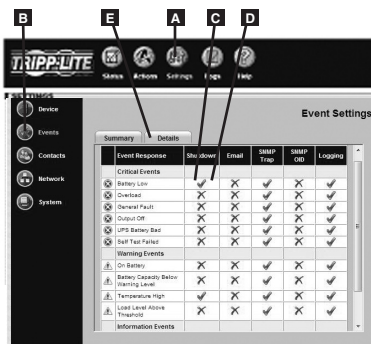 B E A C D
TRIPP·LITE
Status Actions Settings Logs Help
SETTINGS
Device
Events
Contacts
Network
System
Event Settings
Summary Details
Event Response Shutdown Email SNMP Trap SNMP OID Logging
Critical Events
Battery Low
Overload
General Fault
Output Off
UPS Battery Bad
Self Test Failed
Warning Events
On Battery
Battery Capacity Below Warning Level
Temperature High
Load Level Above Threshold
Information Events